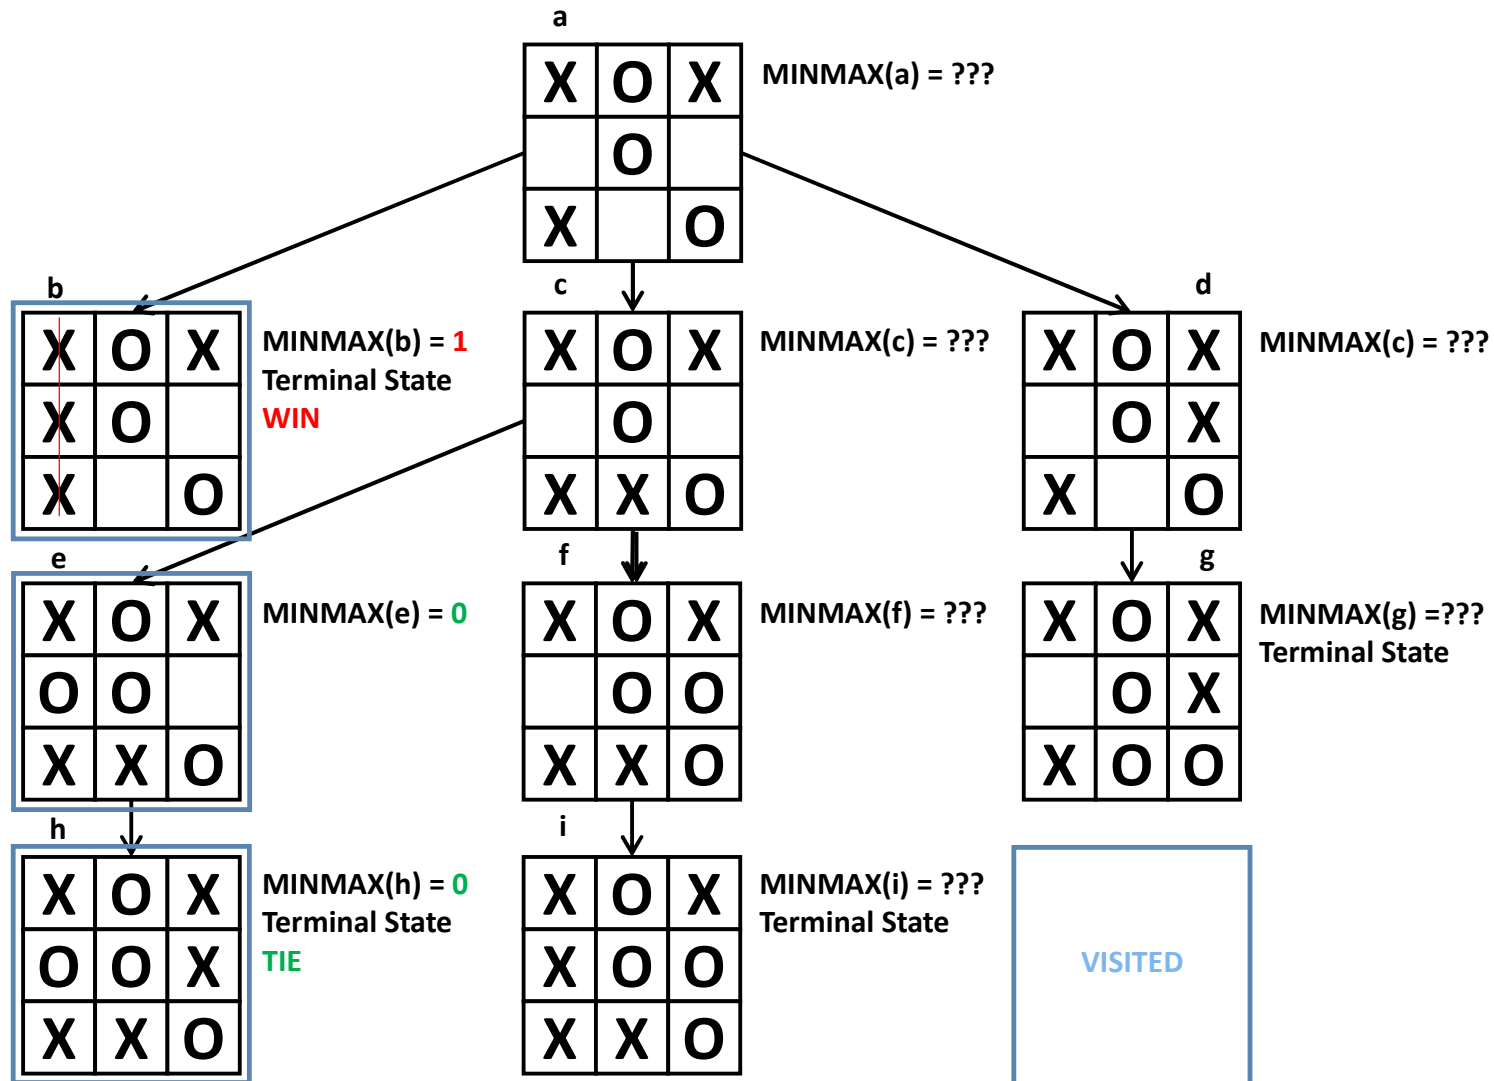 a
X O X
O
X O
MINMAX(a) = ???
b
X O X
X O
X O
MINMAX(b) = 1
Terminal State
WIN
c
X O X
O
X X O
MINMAX(c) = ???
d
X O X
O X
X O
MINMAX(c) = ???
e
X O X
O O
X X O
MINMAX(e) = 0
f
X O X
O O
X X O
MINMAX(f) = ???
g
X O X
O X
X O O
MINMAX(g) =???
Terminal State
h
X O X
O O X
X X O
MINMAX(h) = 0
Terminal State
TIE
i
X O X
X O O
X X O
MINMAX(i) = ???
Terminal State
VISITED